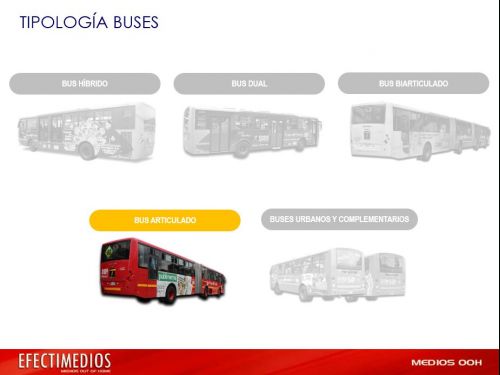 TIPOLOGÍA BUSES
BUS HÍBRIDO
BUS DUAL
BUS BIARTICULADO
BUS ARTICULADO
BUSES URBANOS Y COMPLEMENTARIOS
EFECTIMEDIOS
MEDIOS OUT OF HOME
MEDIOS OOH